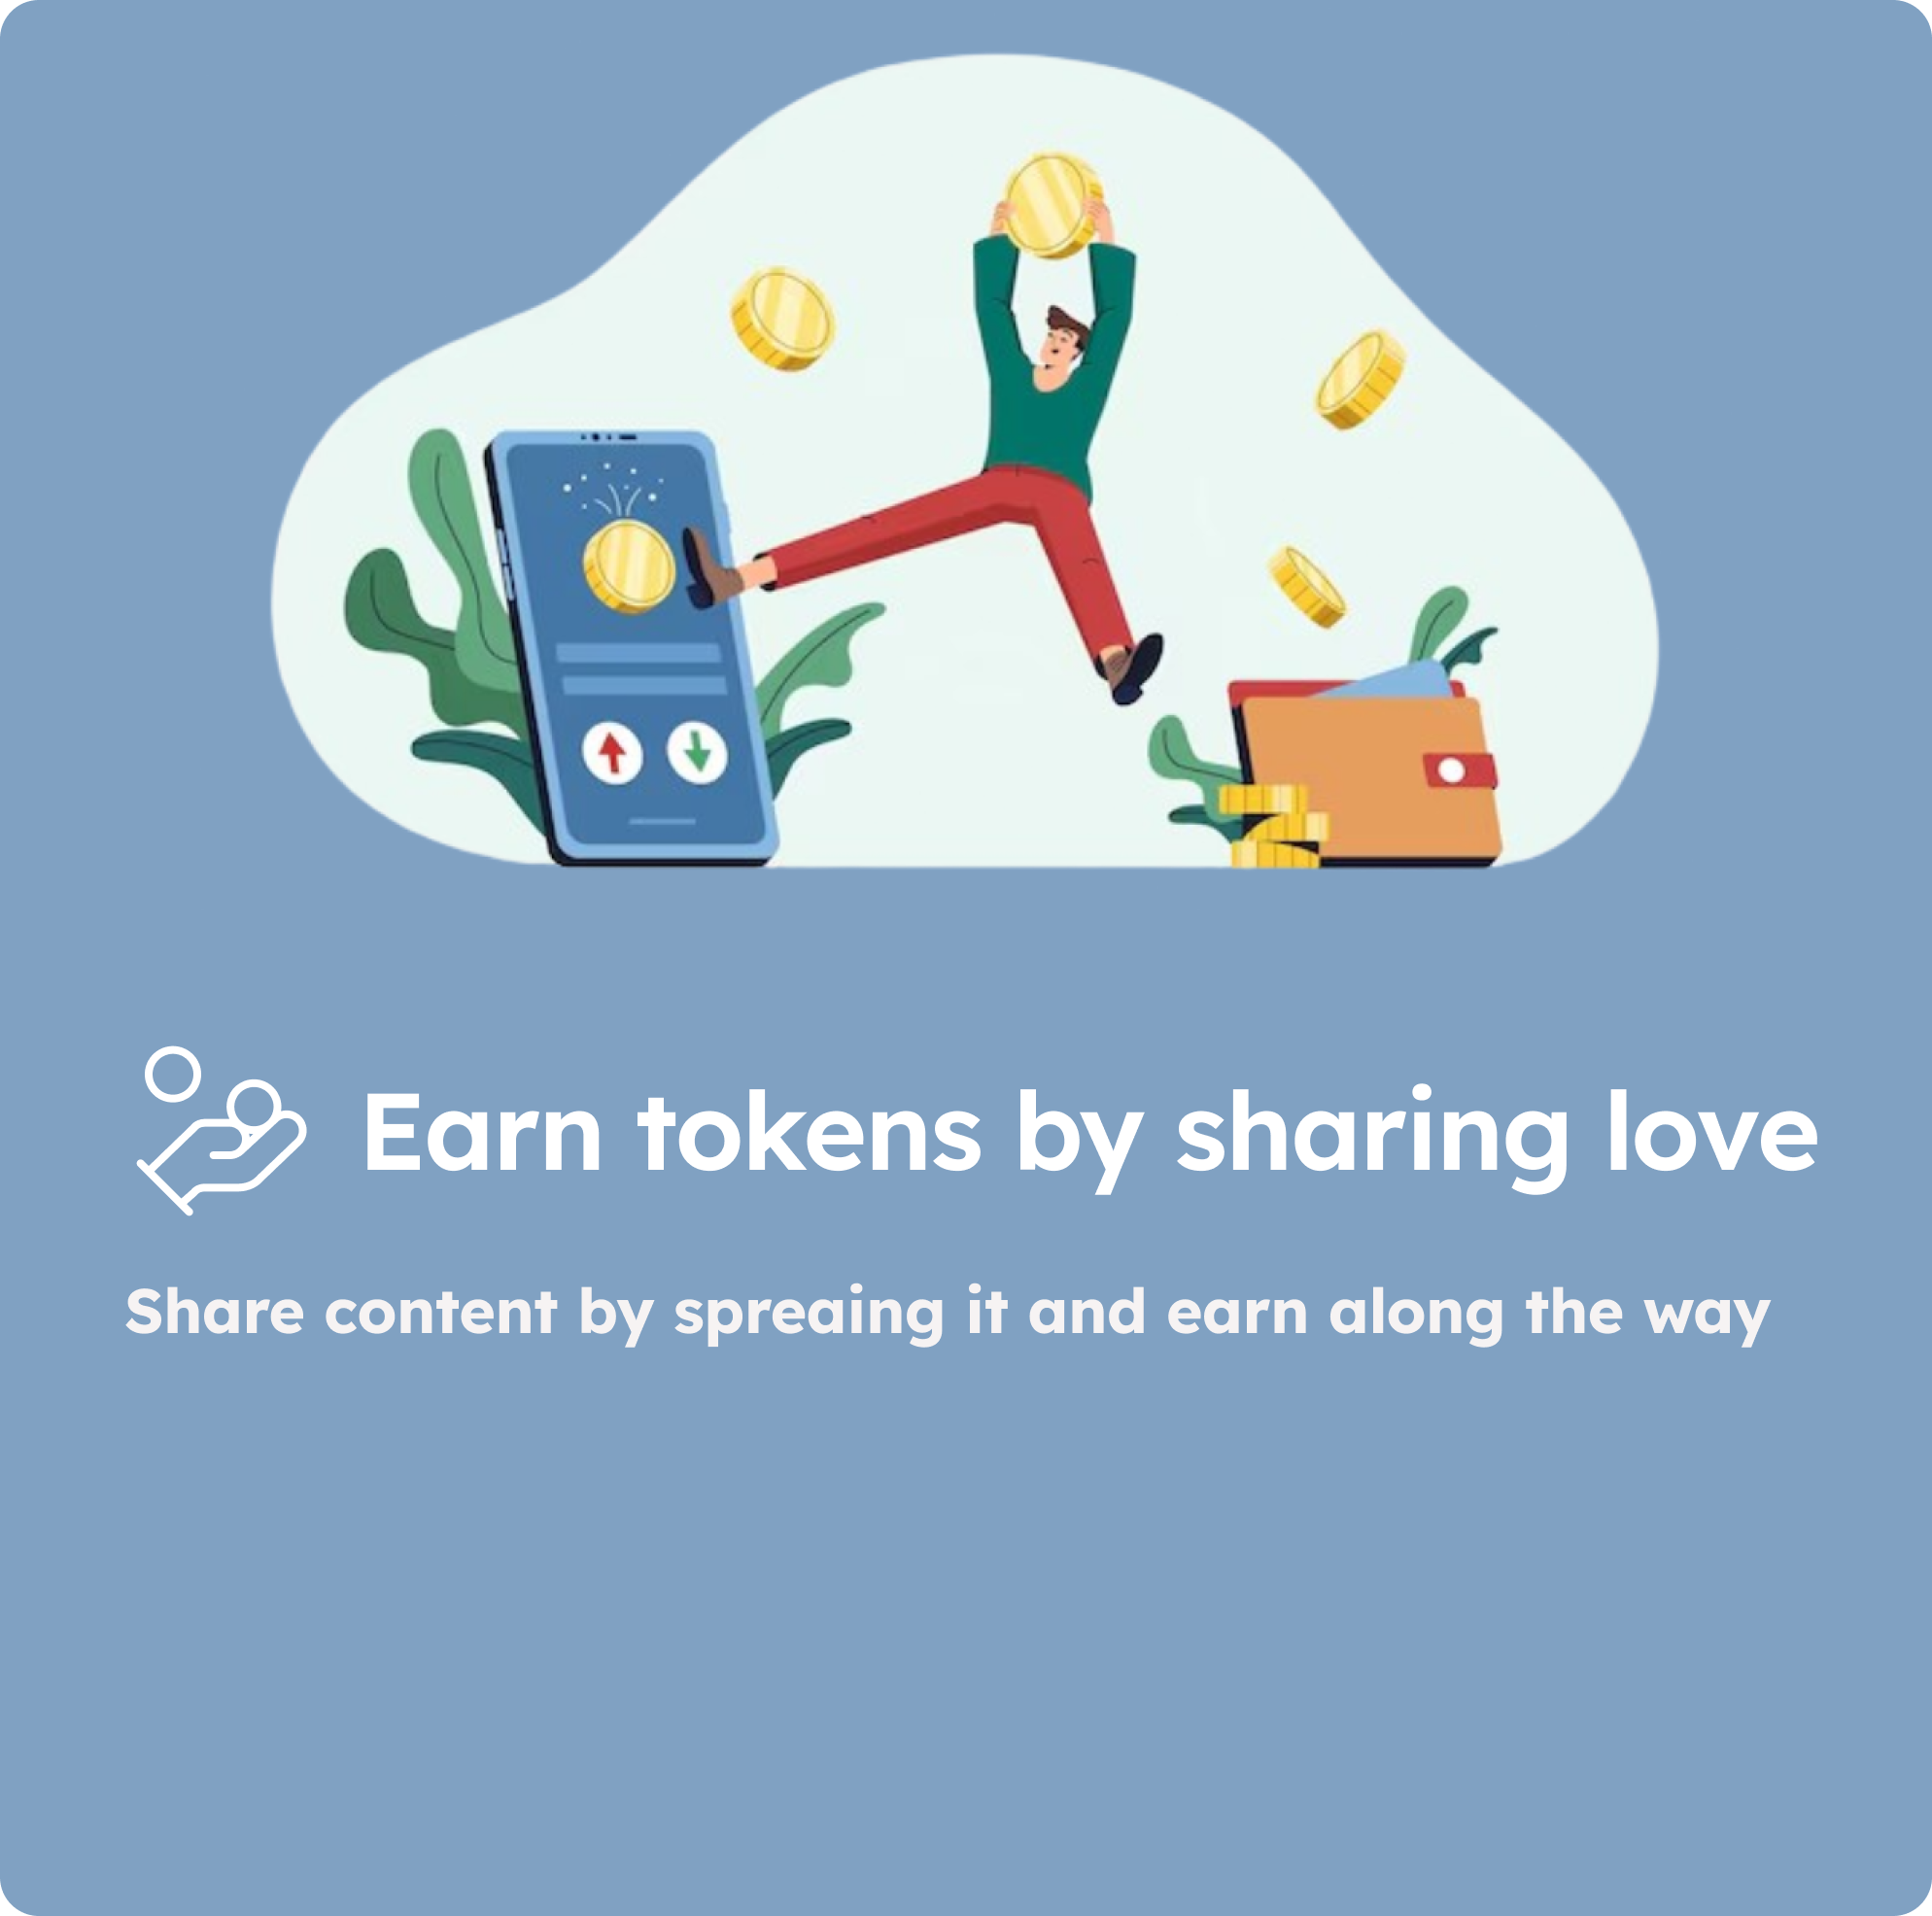 Earn tokens by sharing love
Share content by spreaing it and earn along the way